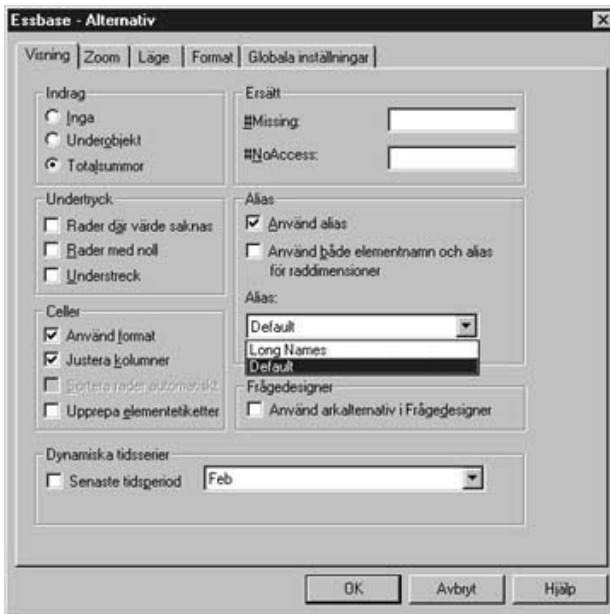 Essbase - Alternativ
Visning
Zoom
Läge
Format
Globala inställningar
Indrag
Inga
Underobjekt
Totalsummor
Ersätt
#Missing:
#NoAccess:
Undertryck
Rader där värde saknas
Rader med noll
Understreck
Alias
Använd alias
Använd både elementnamn och alias
för raddimensioner
Alias:
Default
Long Names
Default
Celler
Använd format
Justera kolumner
Sortera rader automatiskt
Upprepa elementetiketter
Frågedesigner
Använd arkalternativ i Frågedesigner
Dynamiska tidsserier
Senaste tidsperiod
Feb
OK
Avbryt
Hjälp